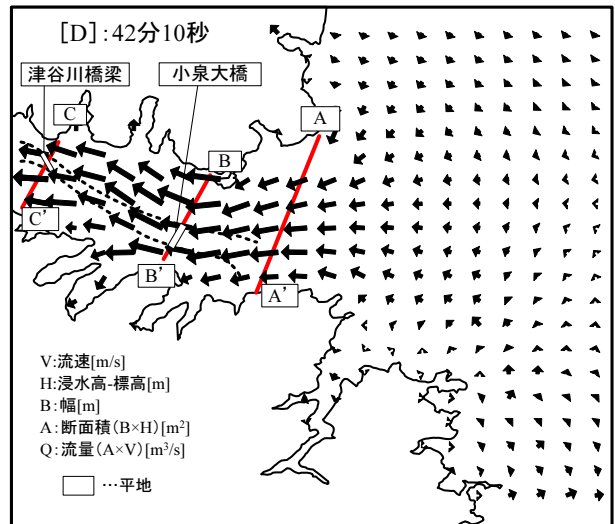 [D]:42分10秒
津谷川橋梁
小泉大橋
C
A
B
C'
B'
A'
V:流速[m/s]
H:浸水高-標高[m]
B:幅[m]
A:断面積(B×H)[m²]
Q:流量(A×V)[m³/s]
…平地